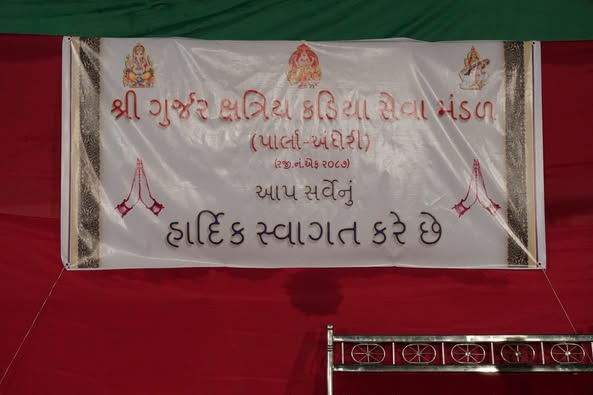 શ્રી ગુર્જર ક્ષત્રિય કડિયા સેવા મંડળ
(પાર્લા-અંધેરી)
(રજી.નં.એફ ૨૦૮૭)
આપ સર્વેનું
હાર્દિક સ્વાગત કરે છે